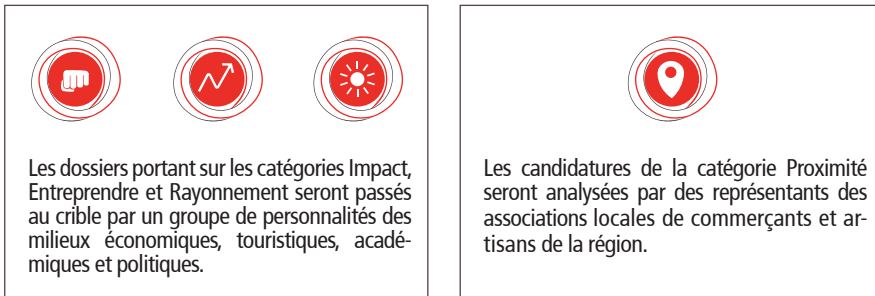 Les dossiers portant sur les catégories Impact,
Entreprendre et Rayonnement seront passés
au crible par un groupe de personnalités des
milieux économiques, touristiques, acadé-
miques et politiques.
Les candidatures de la catégorie Proximité
seront analysées par des représentants des
associations locales de commerçants et ar-
tisans de la région.